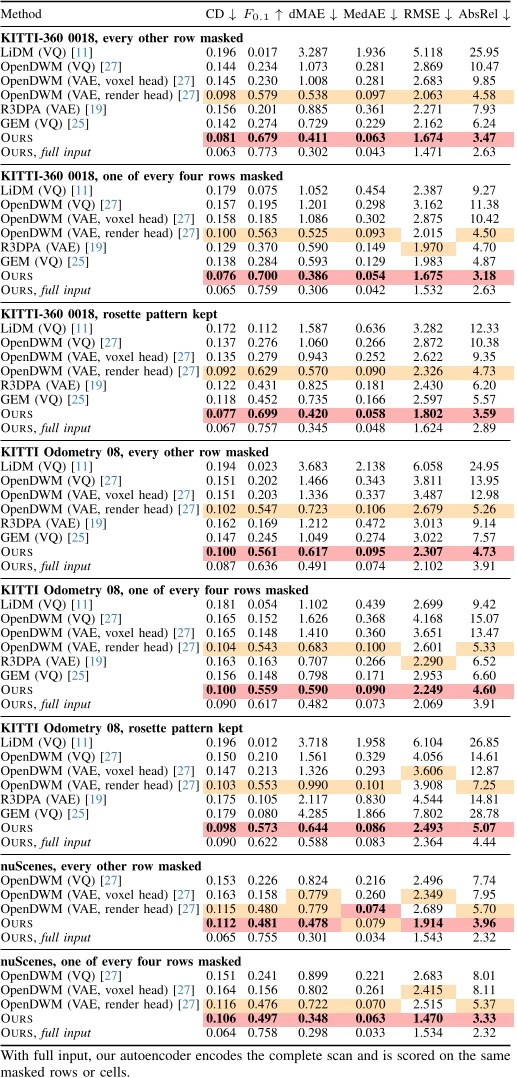 Method CD ↓ F0.1 ↑ dMAE ↓ MedAE ↓ RMSE ↓ AbsRel ↓
KITTI-360 0018, every other row masked
LiDM (VQ) [11] 0.196 0.017 3.287 1.936 5.118 25.95
OpenDWM (VQ) [27] 0.144 0.234 1.073 0.281 2.869 10.47
OpenDWM (VAE, voxel head) [27] 0.145 0.230 1.008 0.281 2.683 9.85
OpenDWM (VAE, render head) [27] 0.098 0.579 0.538 0.097 2.063 4.58
R3DPA (VAE) [19] 0.156 0.201 0.885 0.361 2.271 7.93
GEM (VQ) [25] 0.142 0.274 0.729 0.229 2.162 6.24
OURS 0.081 0.679 0.411 0.063 1.674 3.47
OURS, full input 0.063 0.773 0.302 0.043 1.471 2.63
KITTI-360 0018, one of every four rows masked
LiDM (VQ) [11] 0.179 0.075 1.052 0.454 2.387 9.27
OpenDWM (VQ) [27] 0.157 0.195 1.201 0.298 3.162 11.38
OpenDWM (VAE, voxel head) [27] 0.158 0.185 1.086 0.302 2.875 10.42
OpenDWM (VAE, render head) [27] 0.100 0.563 0.525 0.093 2.015 4.50
R3DPA (VAE) [19] 0.129 0.370 0.590 0.149 1.970 4.70
GEM (VQ) [25] 0.138 0.284 0.593 0.129 1.983 4.87
OURS 0.076 0.700 0.386 0.054 1.675 3.18
OURS, full input 0.065 0.759 0.306 0.042 1.532 2.63
KITTI-360 0018, rosette pattern kept
LiDM (VQ) [11] 0.172 0.112 1.587 0.636 3.282 12.33
OpenDWM (VQ) [27] 0.137 0.276 1.060 0.266 2.872 10.38
OpenDWM (VAE, voxel head) [27] 0.135 0.279 0.943 0.252 2.622 9.35
OpenDWM (VAE, render head) [27] 0.092 0.629 0.570 0.090 2.326 4.73
R3DPA (VAE) [19] 0.122 0.431 0.825 0.181 2.430 6.20
GEM (VQ) [25] 0.118 0.452 0.735 0.166 2.597 5.57
OURS 0.077 0.699 0.420 0.058 1.802 3.59
OURS, full input 0.067 0.757 0.345 0.048 1.624 2.89
KITTI Odometry 08, every other row masked
LiDM (VQ) [11] 0.194 0.023 3.683 2.138 6.058 24.95
OpenDWM (VQ) [27] 0.151 0.202 1.466 0.343 3.811 13.95
OpenDWM (VAE, voxel head) [27] 0.151 0.203 1.336 0.337 3.487 12.98
OpenDWM (VAE, render head) [27] 0.102 0.547 0.723 0.106 2.679 5.26
R3DPA (VAE) [19] 0.162 0.169 1.212 0.472 3.013 9.14
GEM (VQ) [25] 0.147 0.245 1.049 0.274 3.022 7.57
OURS 0.100 0.561 0.617 0.095 2.307 4.73
OURS, full input 0.087 0.636 0.491 0.074 2.102 3.91
KITTI Odometry 08, one of every four rows masked
LiDM (VQ) [11] 0.181 0.054 1.102 0.439 2.699 9.42
OpenDWM (VQ) [27] 0.165 0.152 1.626 0.368 4.168 15.07
OpenDWM (VAE, voxel head) [27] 0.165 0.148 1.410 0.360 3.651 13.47
OpenDWM (VAE, render head) [27] 0.104 0.543 0.683 0.100 2.601 5.33
R3DPA (VAE) [19] 0.163 0.163 0.707 0.266 2.290 6.52
GEM (VQ) [25] 0.156 0.148 0.798 0.171 2.953 6.60
OURS 0.100 0.559 0.590 0.090 2.249 4.60
OURS, full input 0.090 0.617 0.482 0.073 2.069 3.91
KITTI Odometry 08, rosette pattern kept
LiDM (VQ) [11] 0.196 0.012 3.718 1.958 6.104 26.85
OpenDWM (VQ) [27] 0.150 0.210 1.561 0.329 4.056 14.61
OpenDWM (VAE, voxel head) [27] 0.147 0.213 1.326 0.293 3.606 12.87
OpenDWM (VAE, render head) [27] 0.103 0.553 0.990 0.101 3.908 7.25
R3DPA (VAE) [19] 0.175 0.105 2.117 0.830 4.544 14.81
GEM (VQ) [25] 0.179 0.080 4.285 1.866 7.802 28.78
OURS 0.098 0.573 0.644 0.086 2.493 5.07
OURS, full input 0.090 0.622 0.588 0.083 2.364 4.44
nuScenes, every other row masked
OpenDWM (VQ) [27] 0.153 0.226 0.824 0.216 2.496 7.74
OpenDWM (VAE, voxel head) [27] 0.163 0.158 0.779 0.260 2.349 7.95
OpenDWM (VAE, render head) [27] 0.115 0.480 0.779 0.074 2.689 5.70
OURS 0.112 0.481 0.478 0.079 1.914 3.96
OURS, full input 0.065 0.755 0.301 0.034 1.543 2.32
nuScenes, one of every four rows masked
OpenDWM (VQ) [27] 0.151 0.241 0.899 0.221 2.683 8.01
OpenDWM (VAE, voxel head) [27] 0.164 0.156 0.802 0.261 2.415 8.11
OpenDWM (VAE, render head) [27] 0.116 0.476 0.722 0.070 2.515 5.37
OURS 0.106 0.497 0.348 0.063 1.470 3.33
OURS, full input 0.064 0.758 0.298 0.033 1.534 2.32
With full input, our autoencoder encodes the complete scan and is scored on the same
masked rows or cells.